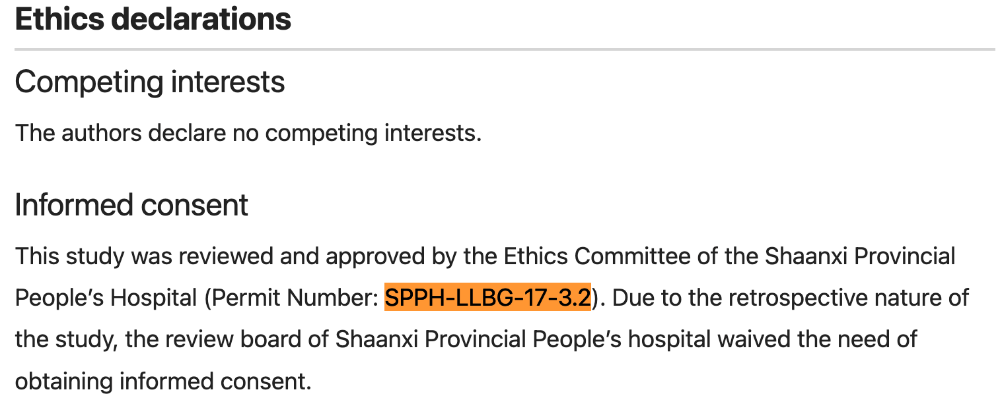 Ethics declarations
Competing interests
The authors declare no competing interests.
Informed consent
This study was reviewed and approved by the Ethics Committee of the Shaanxi Provincial
People’s Hospital (Permit Number: SPPH-LLBG-17-3.2). Due to the retrospective nature of
the study, the review board of Shaanxi Provincial People’s hospital waived the need of
obtaining informed consent.